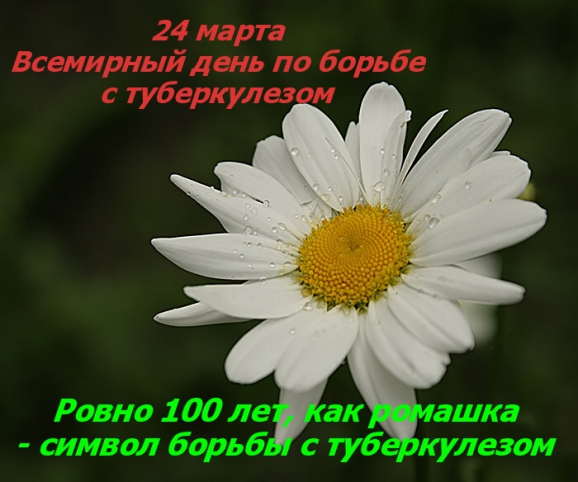 24 марта
Всемирный день по борьбе
с туберкулезом
Ровно 100 лет, как ромашка
- символ борьбы с туберкулезом